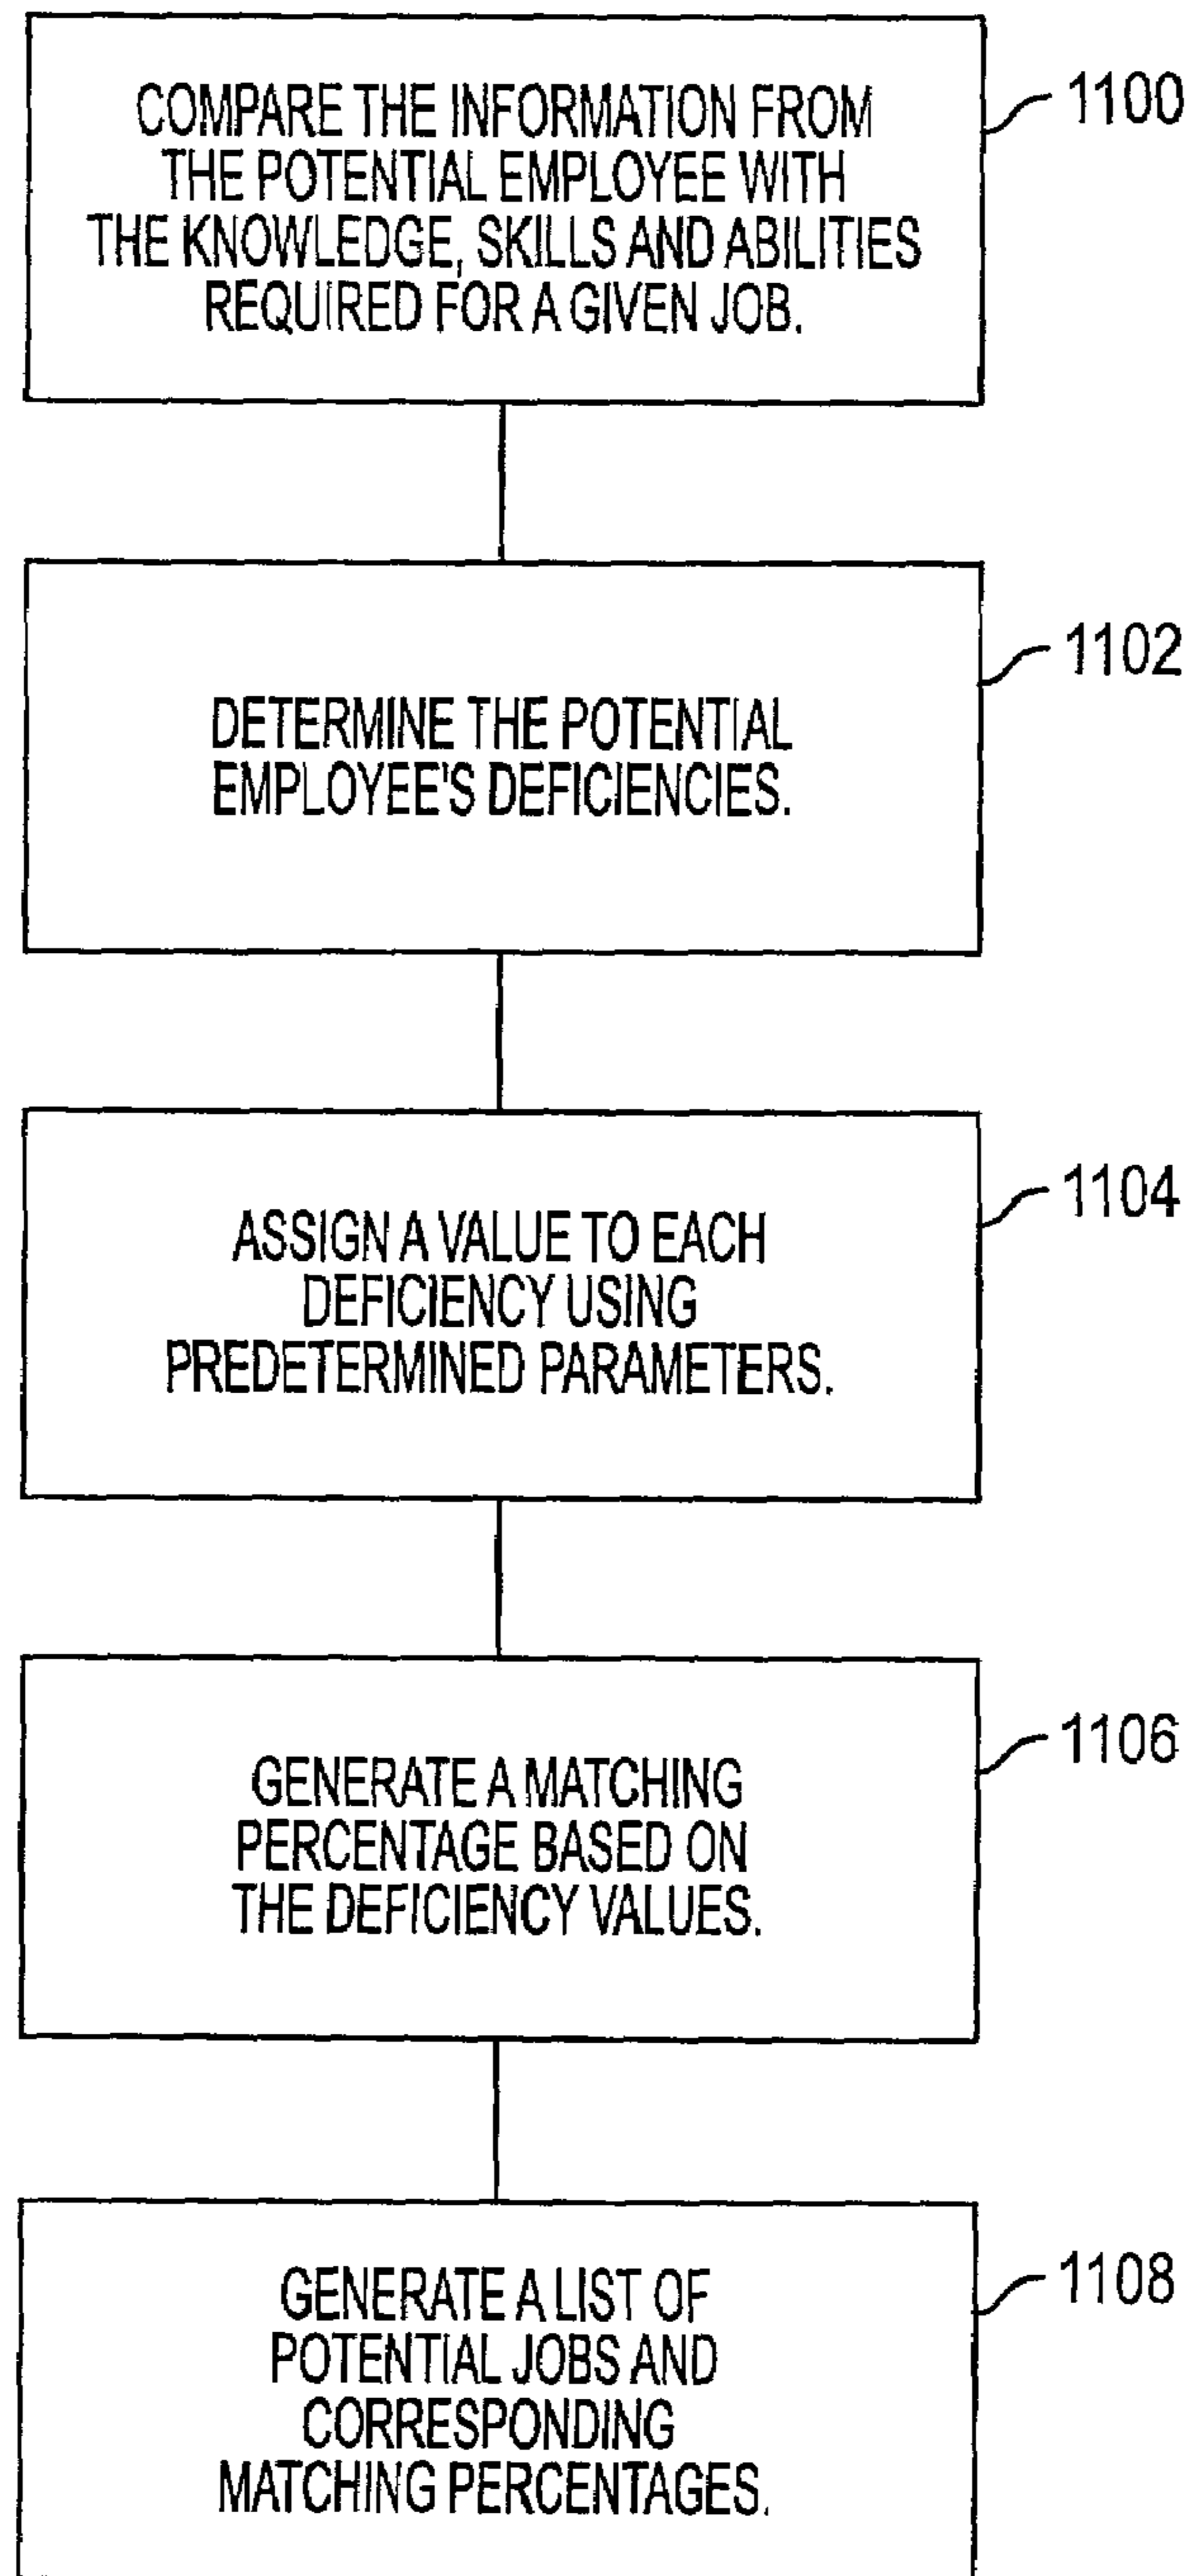 COMPARE THE INFORMATION FROM
THE POTENTIAL EMPLOYEE WITH
THE KNOWLEDGE, SKILLS AND ABILITIES
REQUIRED FOR A GIVEN JOB.
1100
DETERMINE THE POTENTIAL
EMPLOYEE'S DEFICIENCIES.
1102
ASSIGN A VALUE TO EACH
DEFICIENCY USING
PREDETERMINED PARAMETERS.
1104
GENERATE A MATCHING
PERCENTAGE BASED ON
THE DEFICIENCY VALUES.
1106
GENERATE A LIST OF
POTENTIAL JOBS AND
CORRESPONDING
MATCHING PERCENTAGES.
1108